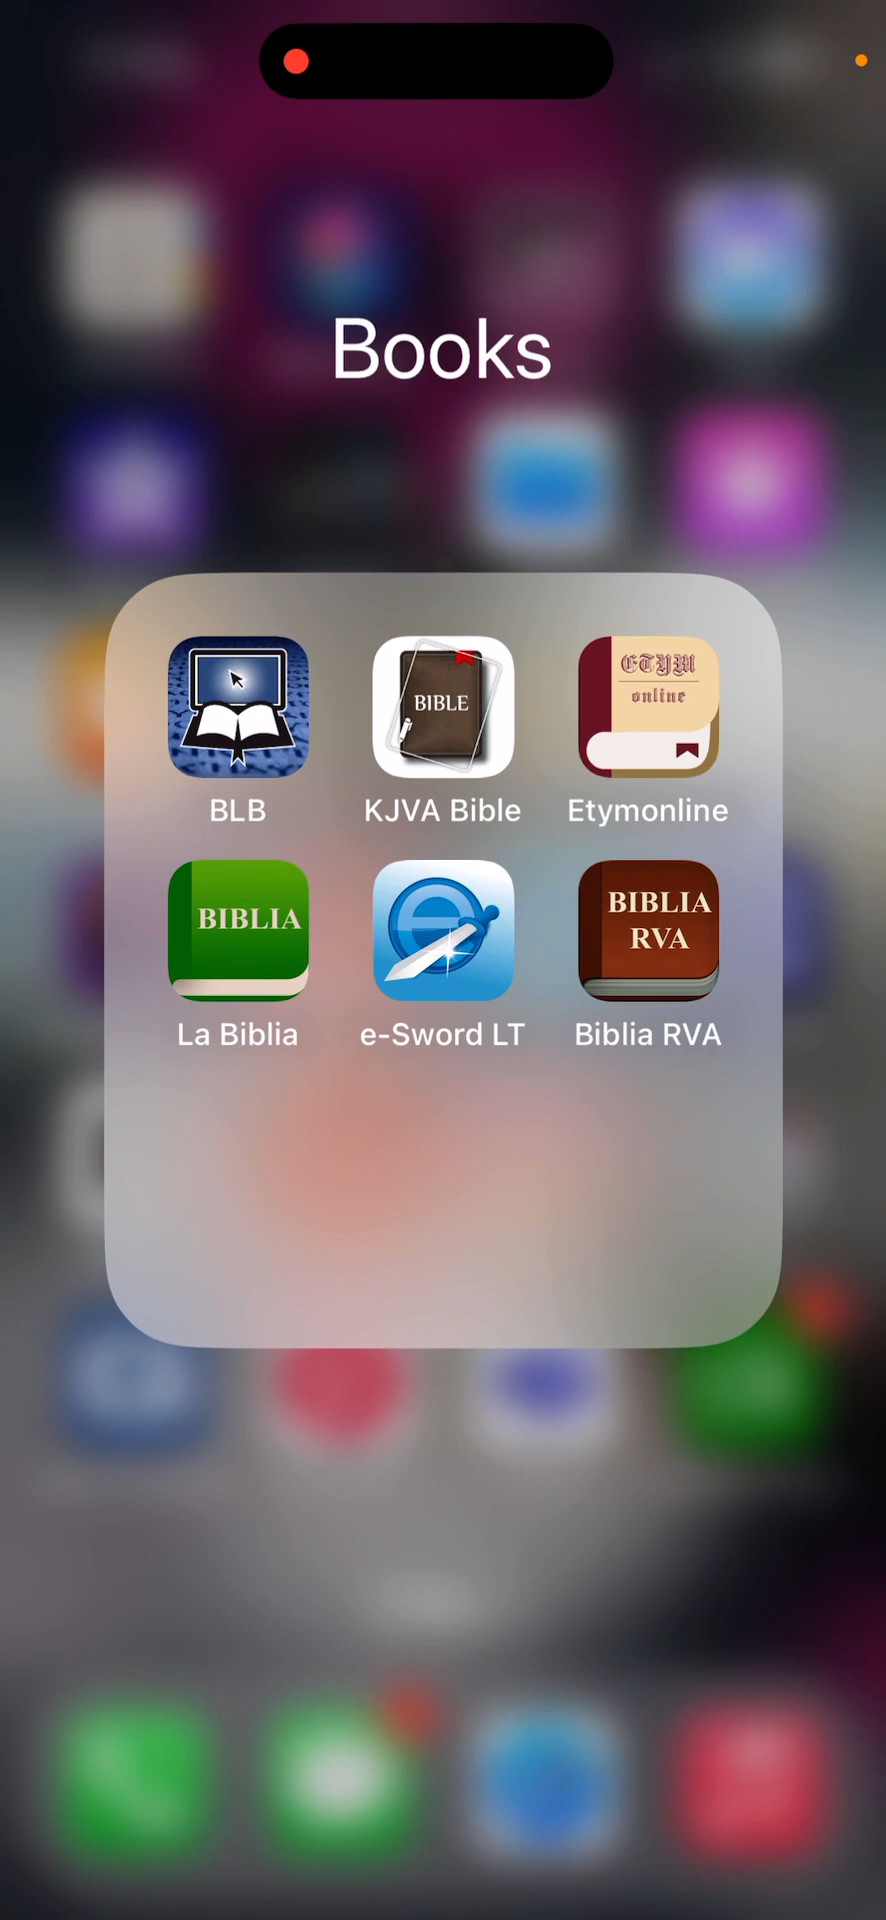 Books
BIBLE
ETYM
online
BLB
KJVA Bible
Etymonline
BIBLIA
e
BIBLIA
RVA
La Biblia
e-Sword LT
Biblia RVA